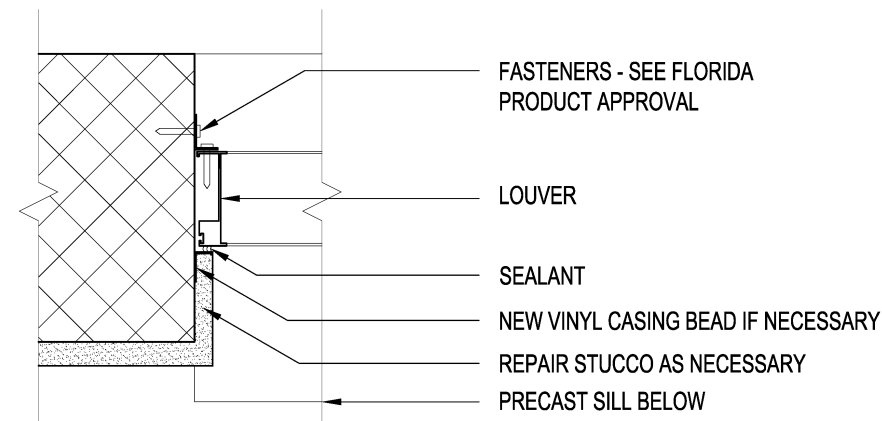 FASTENERS - SEE FLORIDA
PRODUCT APPROVAL
LOUVER
SEALANT
NEW VINYL CASING BEAD IF NECESSARY
REPAIR STUCCO AS NECESSARY
PRECAST SILL BELOW